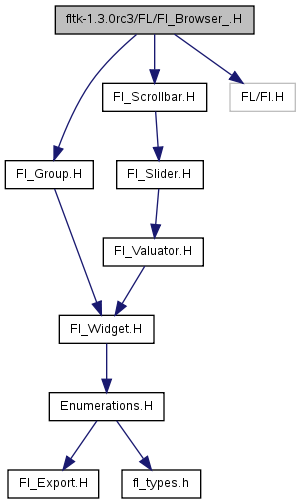 fltk-1.3.0rc3/FL/Fl_Browser_.H
Fl_Scrollbar.H
FL/Fl.H
Fl_Group.H
Fl_Slider.H
Fl_Valuator.H
Fl_Widget.H
Enumerations.H
Fl_Export.H
fl_types.h